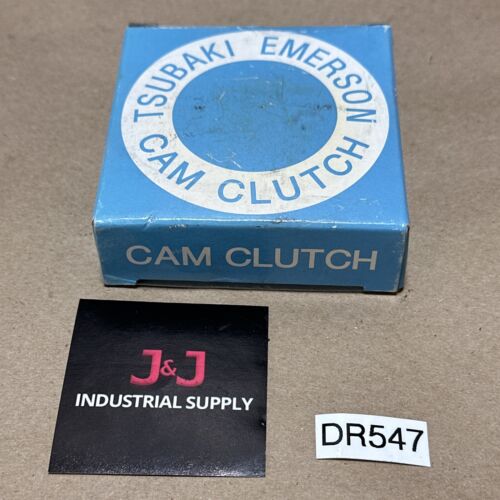 TSUBAKI EMERSON
CAM CLUTCH
CAM CLUTCH
J&J
INDUSTRIAL SUPPLY
DR547